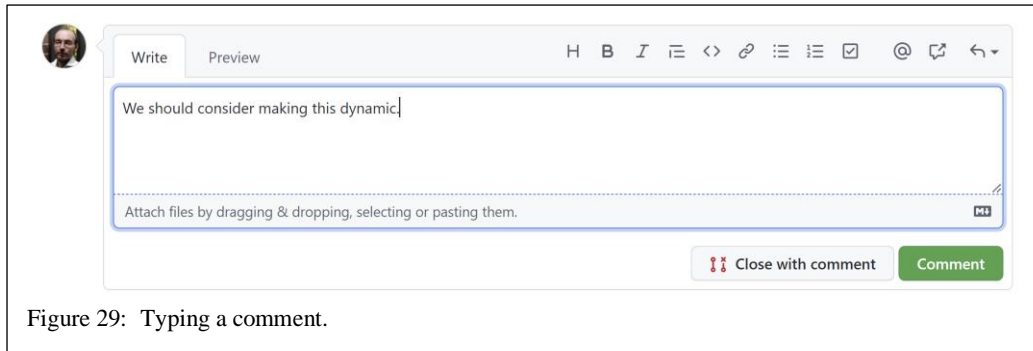 Write Preview H B I <> @
We should consider making this dynamic.
Attach files by dragging & dropping, selecting or pasting them.
Close with comment Comment
Figure 29: Typing a comment.